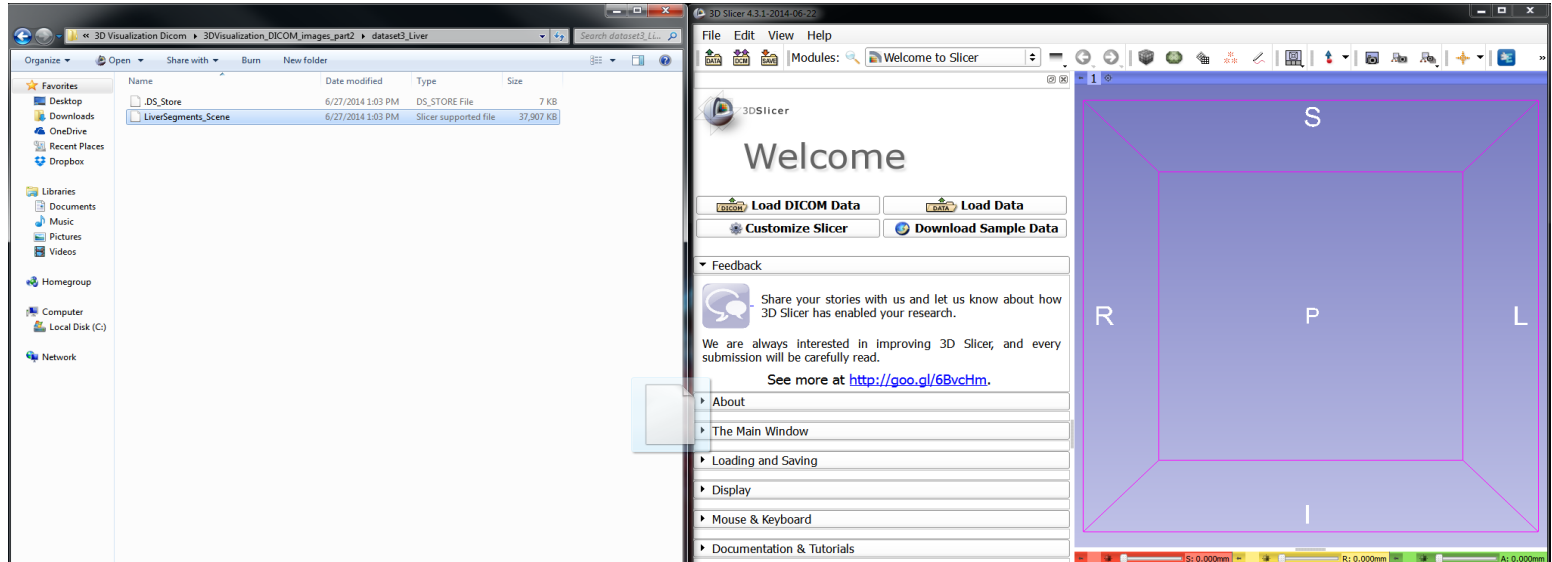 « 3D Visualization Dicom ▸ 3DVisualization_DICOM_images_part2 ▸ dataset3_Liver
Search dataset3_Li...
Organize Open Share with Burn New folder
Favorites
Desktop
Downloads
OneDrive
Recent Places
Dropbox
Libraries
Documents
Music
Pictures
Videos
Homegroup
Computer
Local Disk (C:)
Network
Name Date modified Type Size
.DS_Store 6/27/2014 1:03 PM DS_STORE File 7 KB
LiverSegments_Scene 6/27/2014 1:03 PM Slicer supported file 37,907 KB
3D Slicer 4.3.1-2014-06-22
File Edit View Help
DATA DCM SAVE Modules: Welcome to Slicer
3DSlicer
Welcome
DICOM Load DICOM Data
DATA Load Data
Customize Slicer
Download Sample Data
Feedback
Share your stories with us and let us know about how
3D Slicer has enabled your research.
We are always interested in improving 3D Slicer, and every
submission will be carefully read.
See more at http://goo.gl/6BvcHm.
About
The Main Window
Loading and Saving
Display
Mouse & Keyboard
Documentation & Tutorials
1
S
R
P
L
I
S: 0.000mm
R: 0.000mm
A: 0.000mm